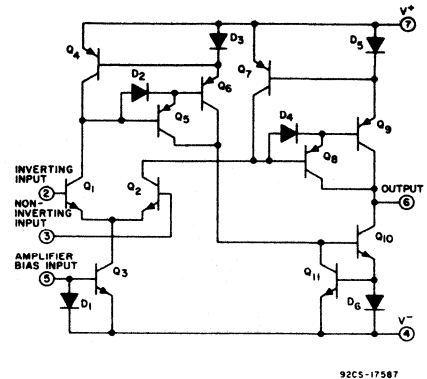 V⁺
7
Q4
D3
D5
D2
Q6
Q7
Q5
D4
Q9
Q8
INVERTING
INPUT
2
Q1
Q2
OUTPUT
6
NON-
INVERTING
INPUT
3
Q10
AMPLIFIER
BIAS INPUT
5
Q3
Q11
D1
D6
V⁻
4
92CS-17587